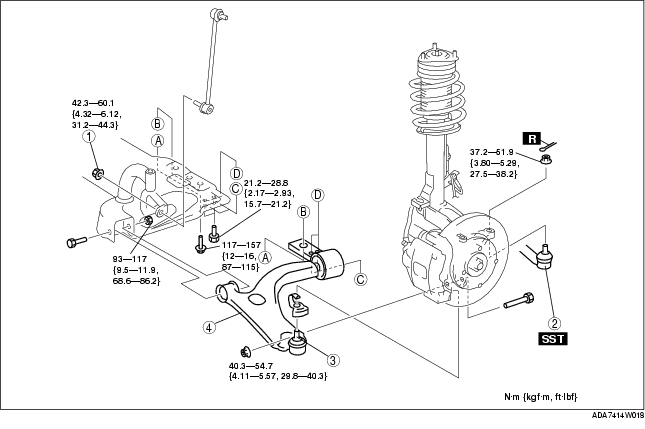 42.3—60.1
{4.32—6.12,
31.2—44.3}
1
B
A
D
C
21.2—28.8
{2.17—2.93,
15.7—21.2}
R
37.2—51.9
{3.80—5.29,
27.5—38.2}
D
B
A
C
117—157
{12—16,
87—115}
93—117
{9.5—11.9,
68.6—86.2}
2
SST
4
3
40.3—54.7
{4.11—5.57, 29.8—40.3}
N·m {kgf·m, ft·lbf}
ADA7414W019